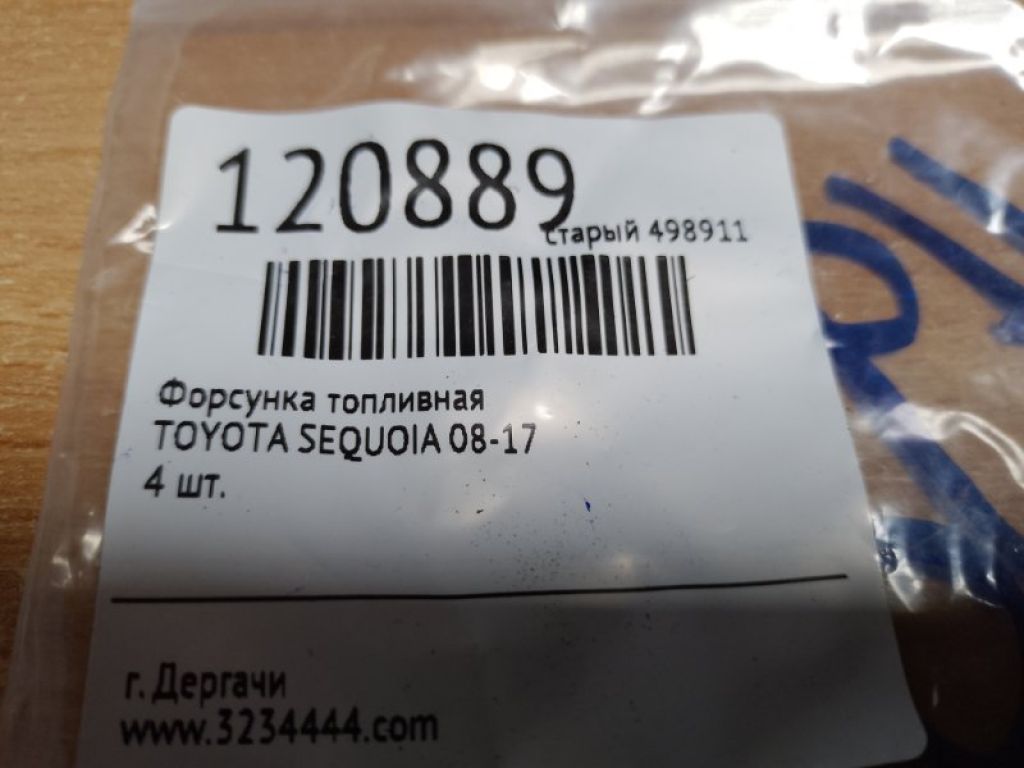 120889
старый 498911
Форсунка топливная
TOYOTA SEQUOIA 08-17
4 шт.
г. Дергачи
www.3234444.com